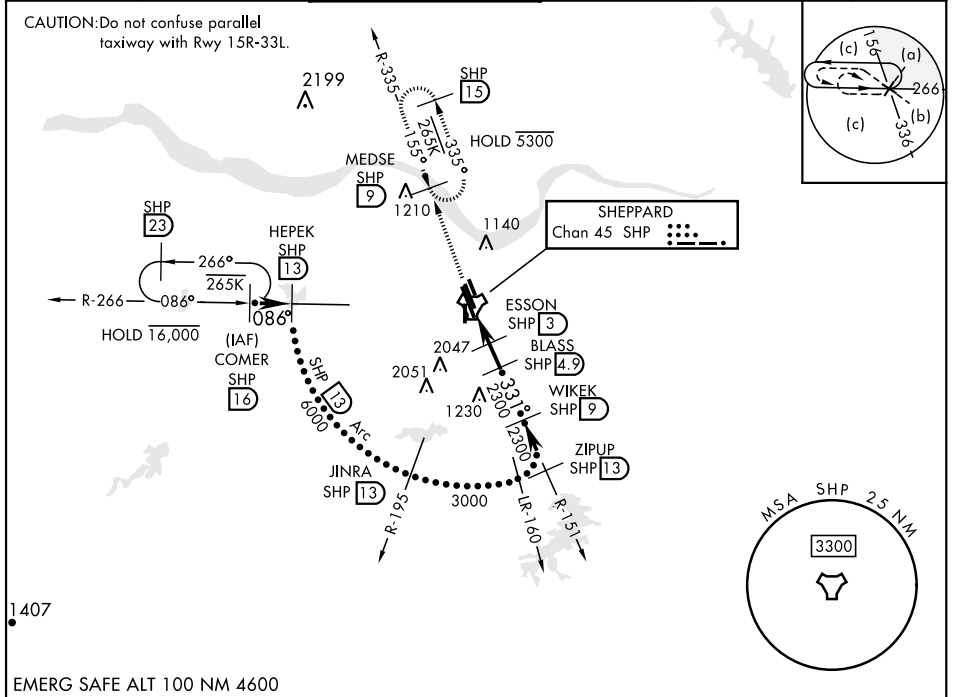 CAUTION: Do not confuse parallel
taxiway with Rwy 15R-33L.
2199
R-335
SHP
15
265K
155°
335°
HOLD 5300
MEDSE
SHP
9
1210
1140
SHEPPARD
Chan 45 SHP
(c)
156
(a)
266
(b)
(c)
336
SHP
23
HEPEK
SHP
13
266°
265K
R-266
086°
086°
HOLD 16,000
(IAF)
COMER
SHP
16
ESSON
SHP 3
2047
BLASS
SHP 4.9
2051
1230
331°
2300
WIKEK
SHP 9
2300
ZIPUP
SHP 13
SHP 13 Arc
6000
JINRA
SHP 13
3000
R-195
LR-160
R-151
MSA SHP 25 NM
3300
1407
EMERG SAFE ALT 100 NM 4600